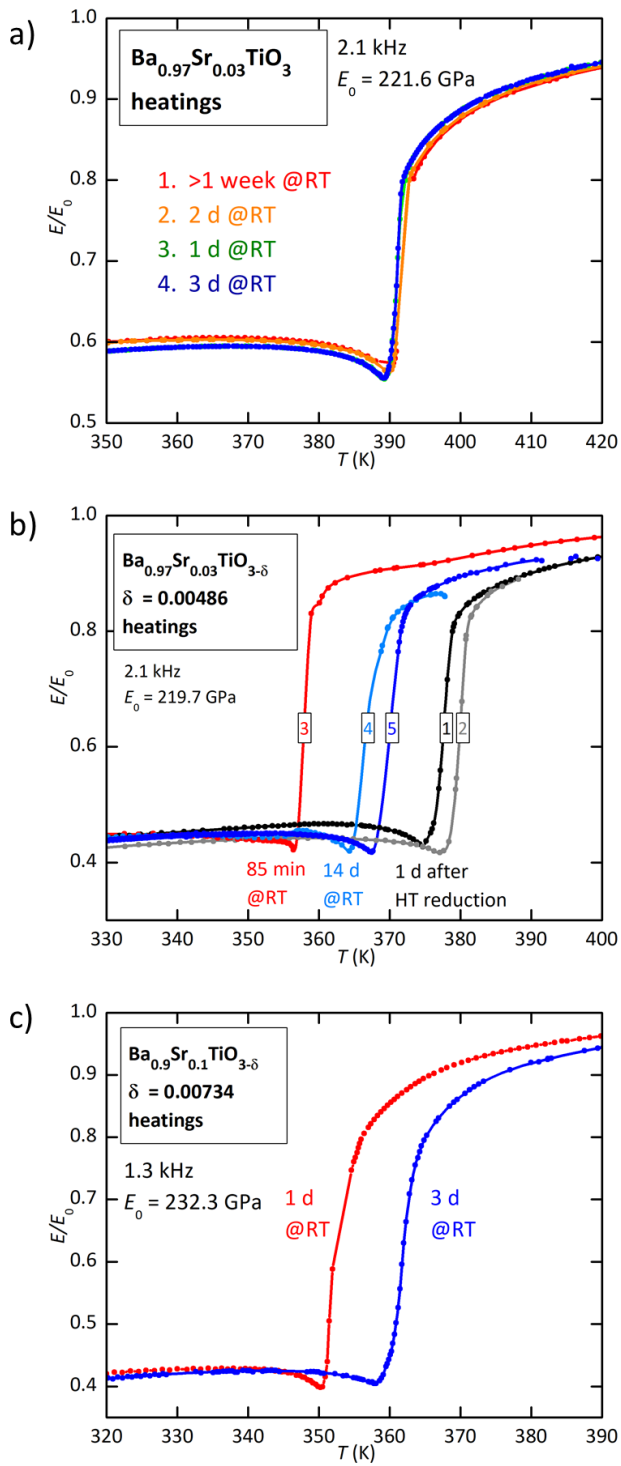 a)
1.0
0.9
0.8
0.7
0.6
0.5
E/E0
Ba0.97Sr0.03TiO3
heatings
2.1 kHz
E0 = 221.6 GPa
1. >1 week @RT
2. 2 d @RT
3. 1 d @RT
4. 3 d @RT
350 360 370 380 390 400 410 420
T (K)
b)
1.0
0.8
0.6
0.4
E/E0
Ba0.97Sr0.03TiO3-δ
δ = 0.00486
heatings
2.1 kHz
E0 = 219.7 GPa
3 4 5 1 2
85 min
@RT
14 d
@RT
1 d after
HT reduction
330 340 350 360 370 380 390 400
T (K)
c)
1.0
0.9
0.8
0.7
0.6
0.5
0.4
E/E0
Ba0.9Sr0.1TiO3-δ
δ = 0.00734
heatings
1.3 kHz
E0 = 232.3 GPa
1 d
@RT
3 d
@RT
320 330 340 350 360 370 380 390
T (K)